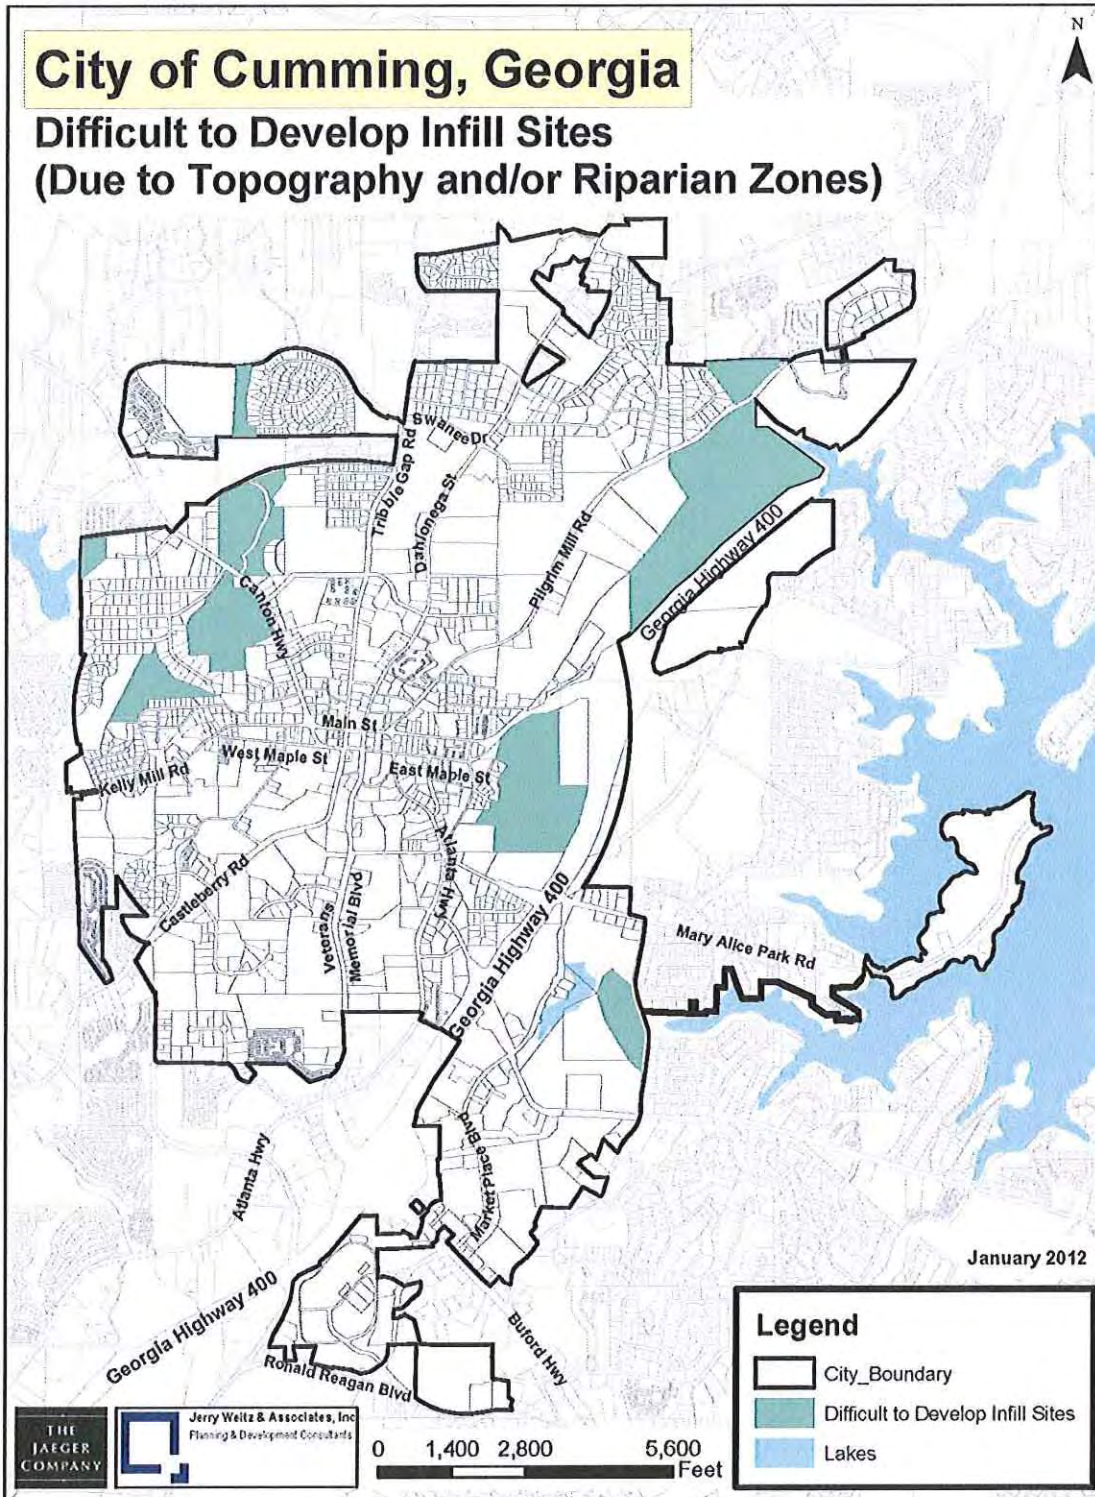 N
City of Cumming, Georgia
Difficult to Develop Infill Sites
(Due to Topography and/or Riparian Zones)
Swanee Dr
Tribble Gap Rd
Dahlonega St
Pilgrim Mill Rd
Georgia Highway 400
Canton Hwy
Main St
West Maple St
East Maple St
Kelly Mill Rd
Atlanta Hwy
Castleberry Rd
Veterans
Memorial Blvd
Georgia Highway 400
Mary Alice Park Rd
Atlanta Hwy
Market Place Blvd
Georgia Highway 400
Buford Hwy
Ronald Reagan Blvd
January 2012
Legend
City_Boundary
Difficult to Develop Infill Sites
Lakes
THE
JAEGER
COMPANY
Jerry Weitz & Associates, Inc
Planning & Development Consultants
0 1,400 2,800 5,600
Feet